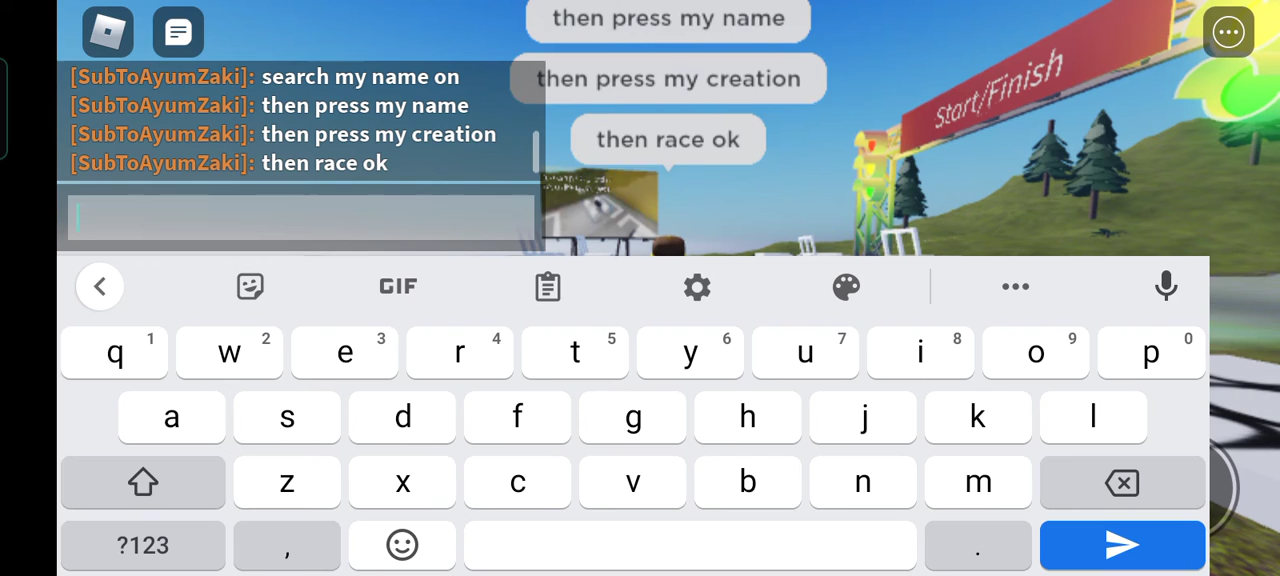 then press my name
then press my creation
then race ok
[SubToAyumZaki]: search my name on
[SubToAyumZaki]: then press my name
[SubToAyumZaki]: then press my creation
[SubToAyumZaki]: then race ok
Start/Finish
GIF
q 1 w 2 e 3 r 4 t 5 y 6 u 7 i 8 o 9 p 0
a s d f g h j k l
z x c v b n m
?123 , .